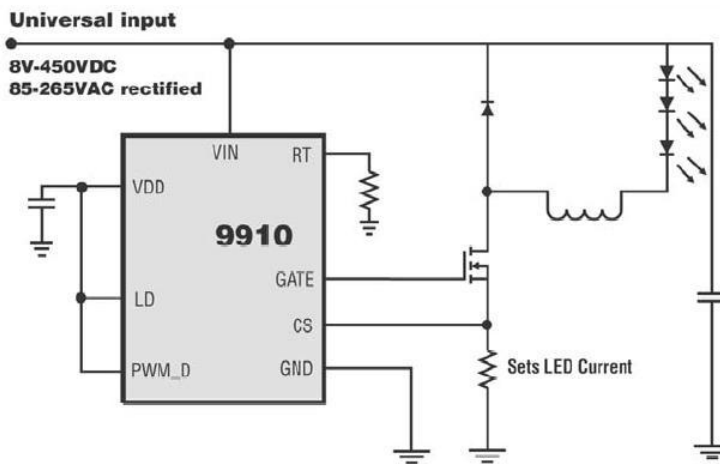 Universal input
8V-450VDC
85-265VAC rectified
VIN
RT
VDD
9910
GATE
LD
CS
PWM_D
GND
Sets LED Current